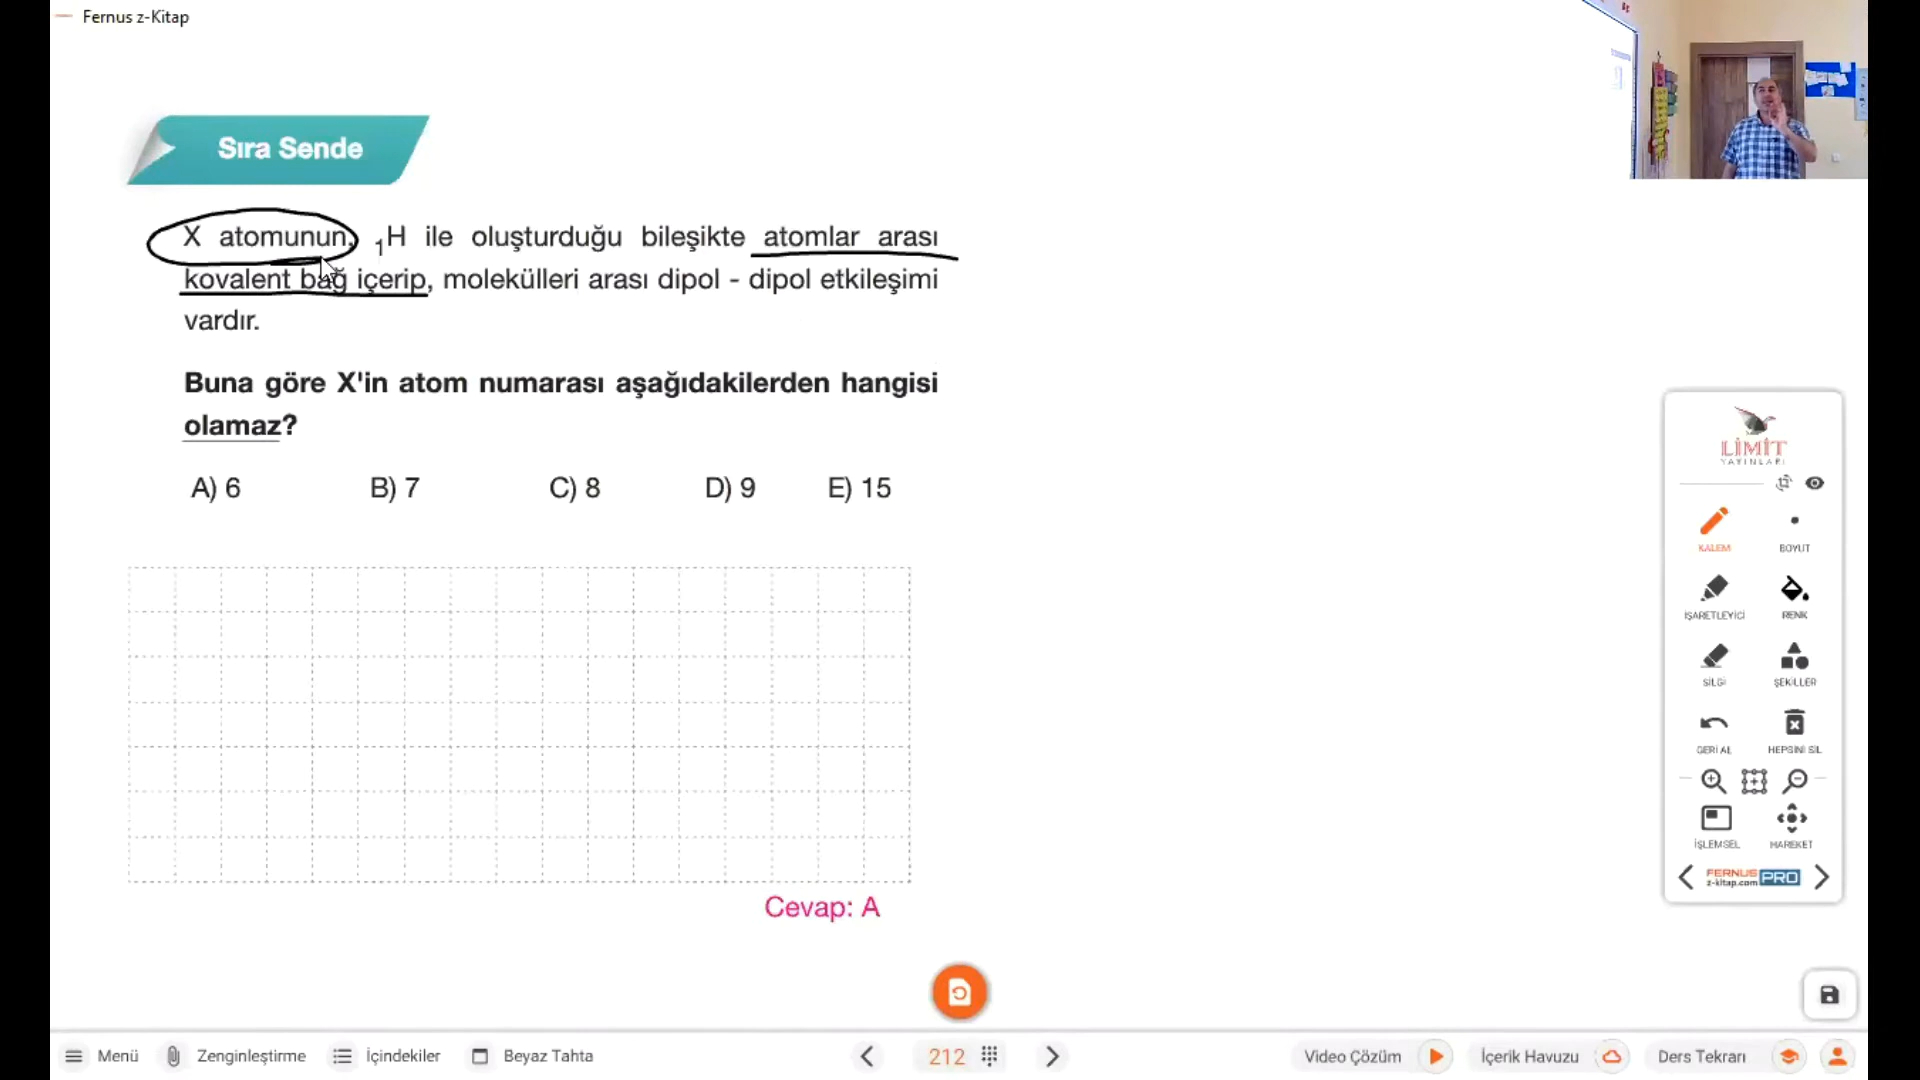 Fernus z-Kitap
Sıra Sende
X atomunun, ₁H ile oluşturduğu bileşikte atomlar arası
kovalent bağ içerip, molekülleri arası dipol - dipol etkileşimi
vardır.
Buna göre X'in atom numarası aşağıdakilerden hangisi
olamaz?
A) 6 B) 7 C) 8 D) 9 E) 15
Cevap: A
LİMİT
YAYINLARI
KALEM BOYUT
İŞARETLEYİCİ RENK
SİLGİ ŞEKİLLER
GERİ AL HEPSİNİ SİL
İŞLEMSEL HAREKET
FERNUS PRO
z-kitap.com
Menü Zenginleştirme İçindekiler Beyaz Tahta 212 Video Çözüm İçerik Havuzu Ders Tekrarı